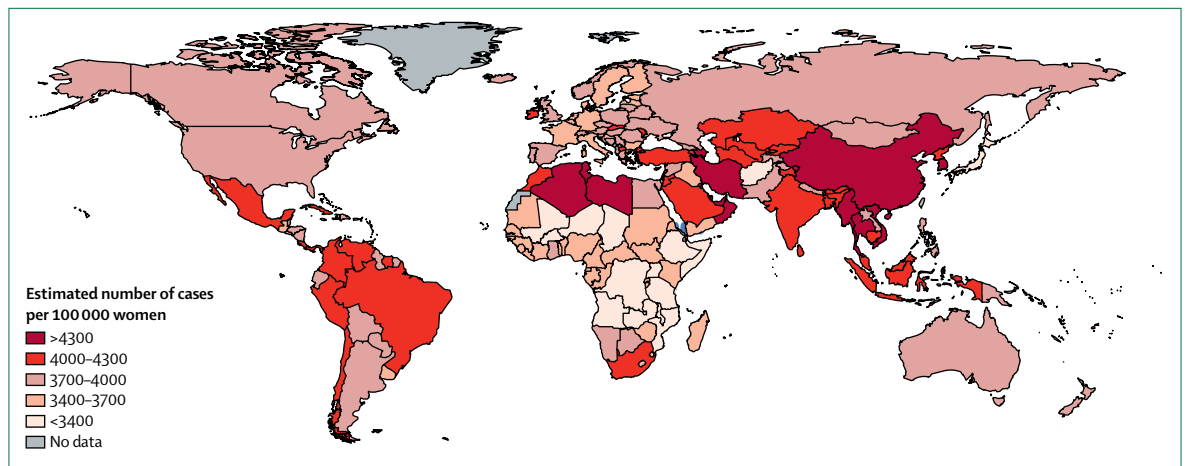 Estimated number of cases
per 100 000 women
>4300
4000–4300
3700–4000
3400–3700
<3400
No data